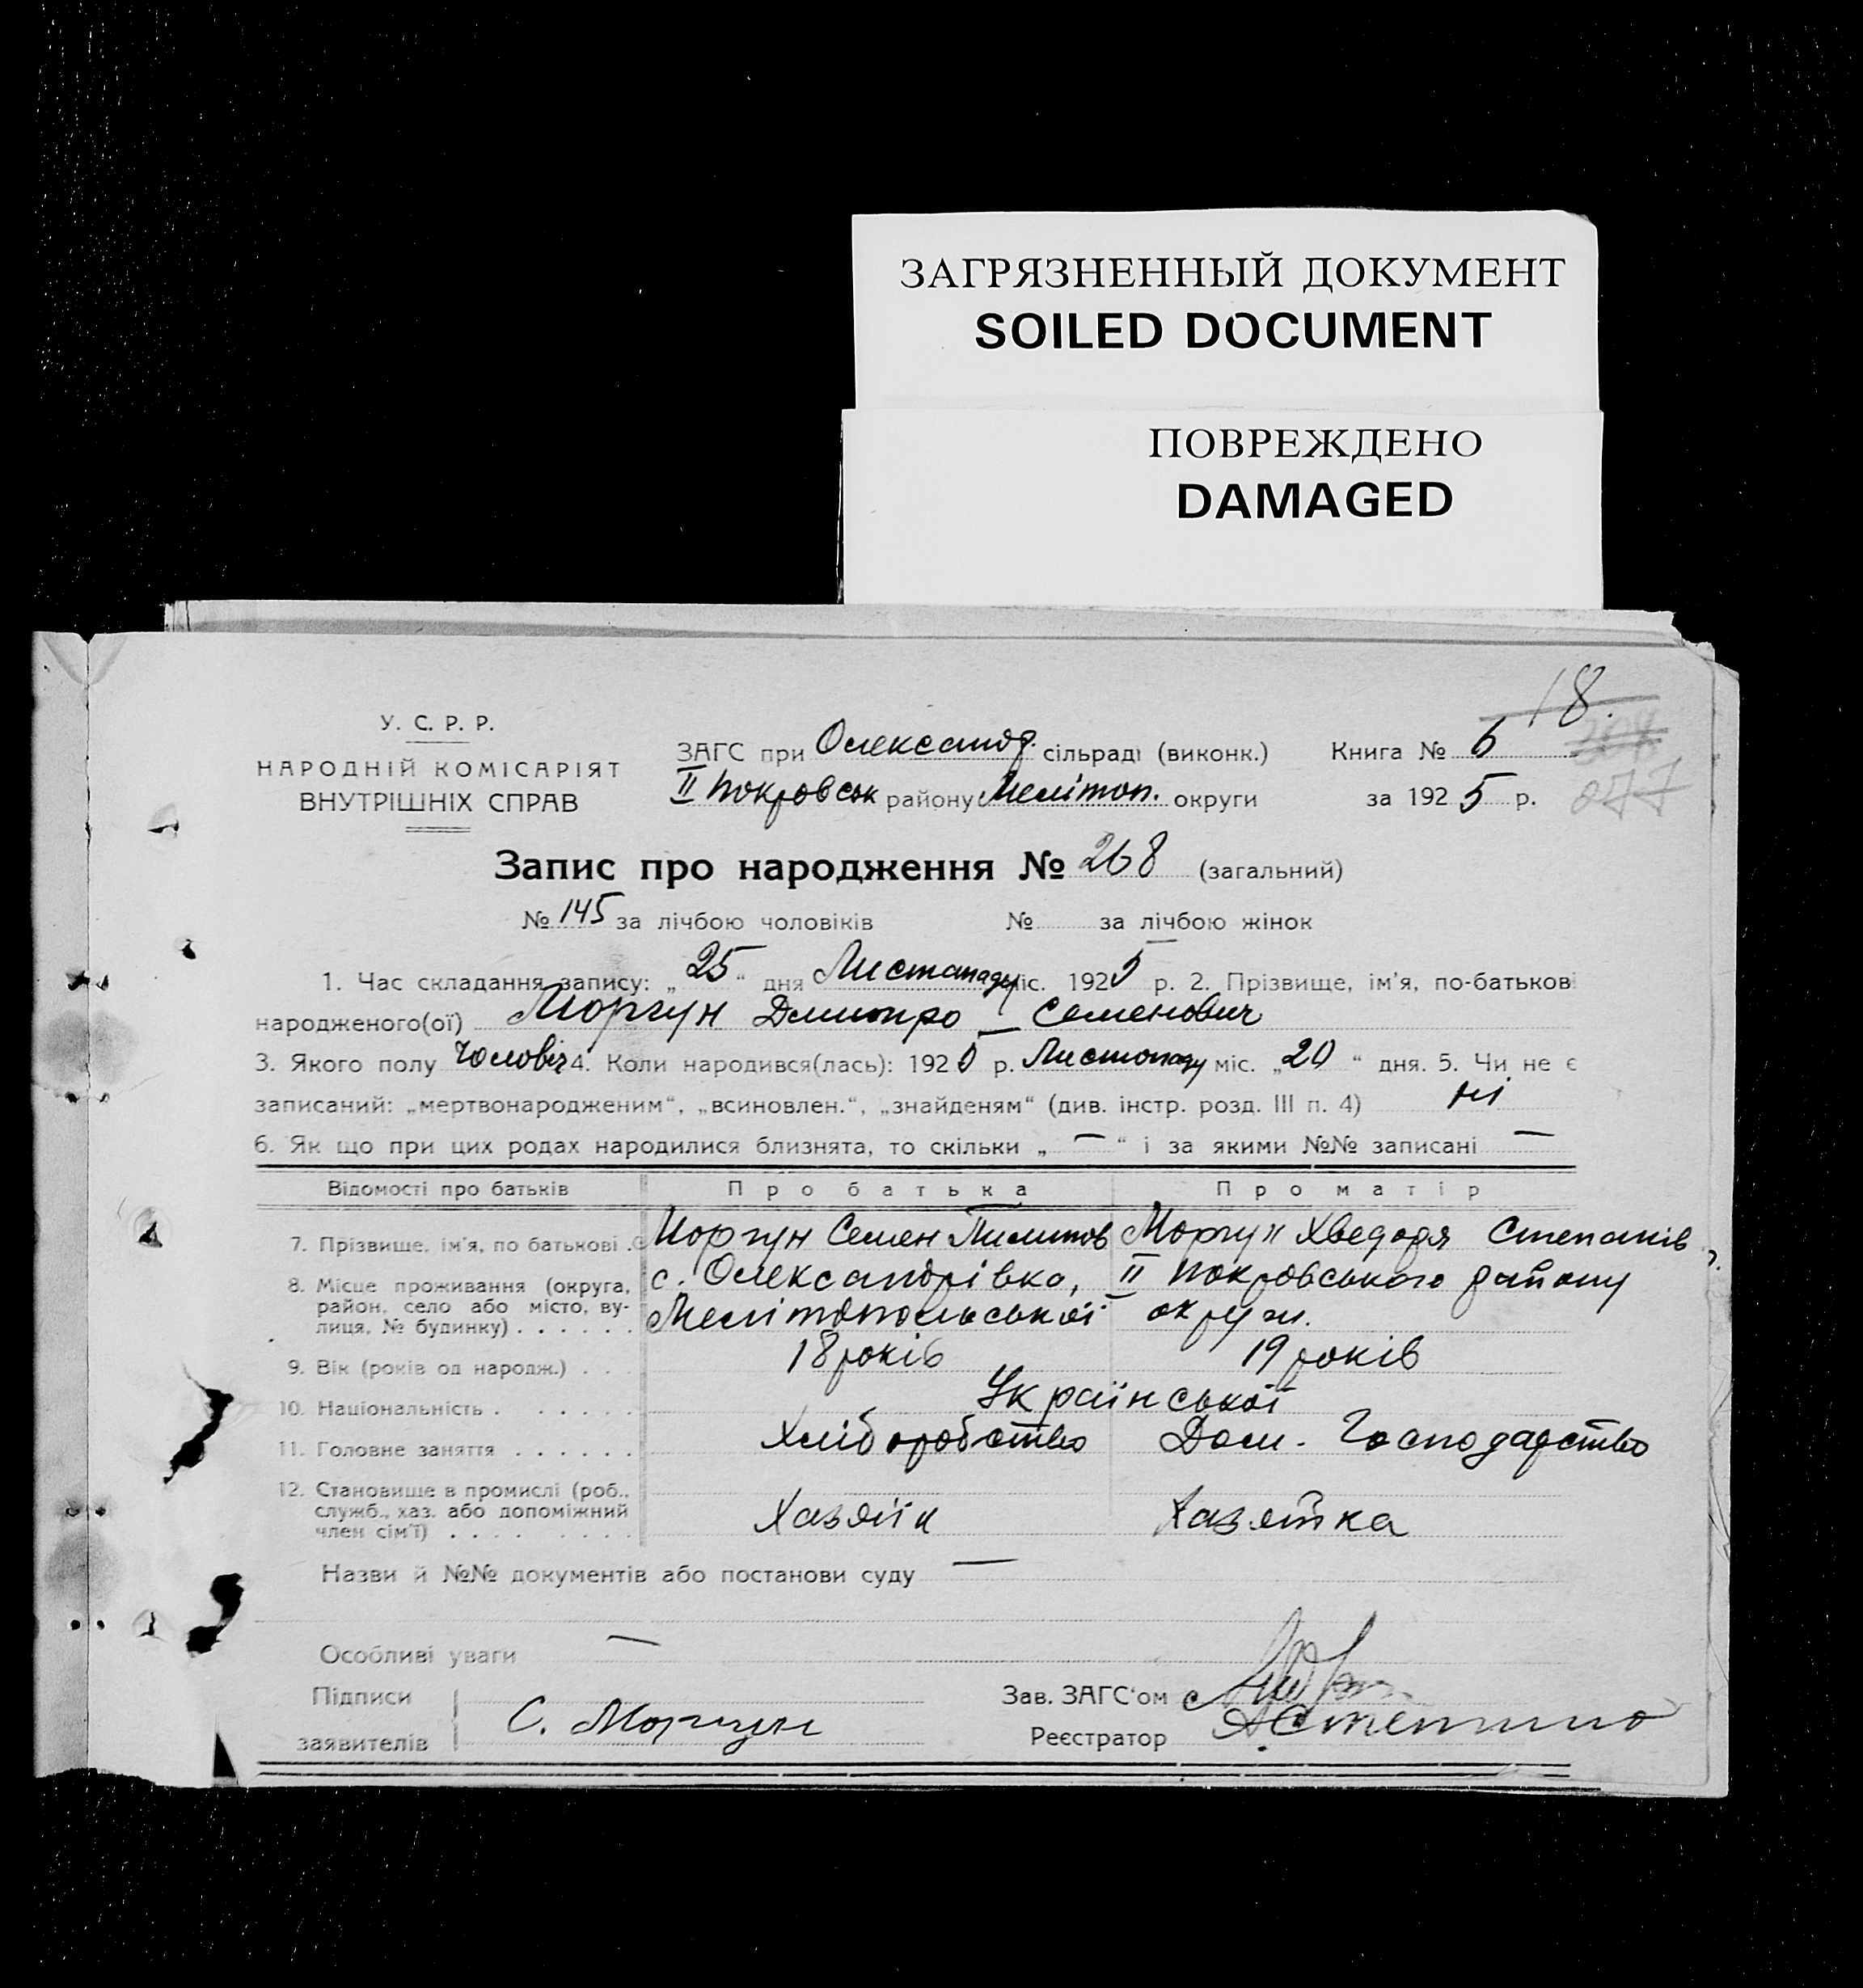 ЗАГРЯЗНЕННЫЙ ДОКУМЕНТ
SOILED DOCUMENT
ПОВРЕЖДЕНО
DAMAGED
18.
У. С. Р. Р.
НАРОДНІЙ КОМІСАРІЯТ
ВНУТРІШНІХ СПРАВ
ЗАГС при Олександр. сільраді (виконк.) Книга № 6
II Покровськ району Меліточ. округи за 1925 р. 277
Запис про народження № 268 (загальний)
№ 145 за лічбою чоловіків № за лічбою жінок
1. Час складання запису: „25“ дня Листопаду міс. 1925 р. 2. Прізвище, ім'я, по-батькові
народженого(ої) Моргун Дмитро Семенович
3. Якого полу Чоловіч 4. Коли народився(лась): 1925 р. Листопаду міс. „20“ дня. 5. Чи не є
записаний: „мертвонародженим“, „всиновлен.“, „знайденям“ (див. інстр. розд. III п. 4) ні
6. Як що при цих родах народилися близнята, то скільки „—“ і за якими №№ записані —
Відомості про батьків Про батька Про матір
7. Прізвище, ім'я, по батькові Моргун Семен Пилипов Моргун Хведора Степанів
8. Місце проживання (округа, район, село або місто, вулиця, № будинку) с. Олександрівка, II Покровського району
Мелітопольської округи.
9. Вік (років од народж.) 18 років 19 років
10. Національність Української
11. Головне заняття Хліборобство Дом. Господарство
12. Становище в промислі (роб., служб., хаз. або допоміжний член сім'ї) Хазяїн Хазяйка
Назви й №№ документів або постанови суду —
Особливі уваги —
Підписи заявителів С. Моргун
Зав. ЗАГС'ом
Реєстратор